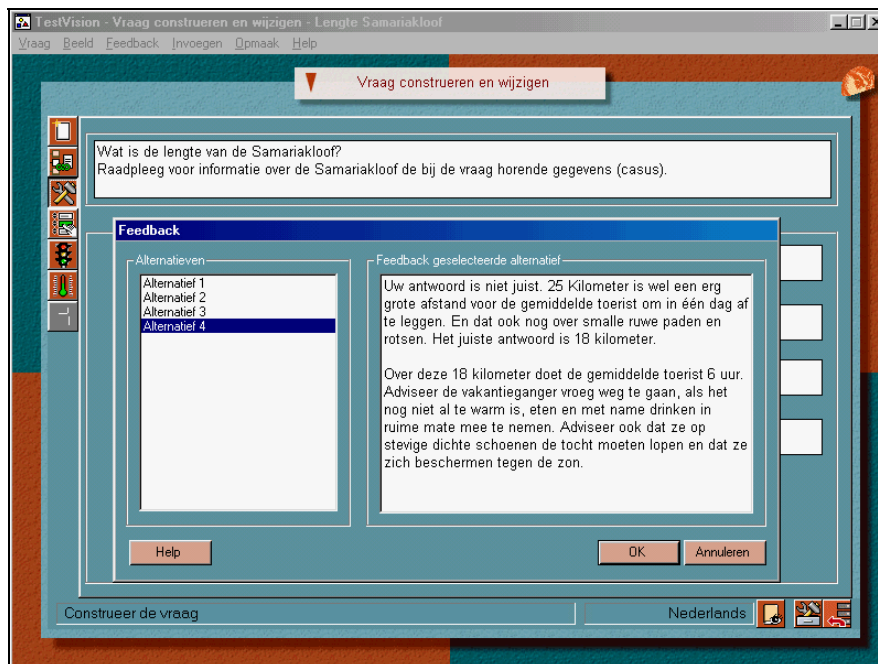 TestVision - Vraag construeren en wijzigen - Lengte Samariakloof
Vraag Beeld Feedback Invoegen Opmaak Help
Vraag construeren en wijzigen
Wat is de lengte van de Samariakloof?
Raadpleeg voor informatie over de Samariakloof de bij de vraag horende gegevens (casus).
Feedback
Alternatieven
Alternatief 1
Alternatief 2
Alternatief 3
Alternatief 4
Feedback geselecteerde alternatief
Uw antwoord is niet juist. 25 Kilometer is wel een erg
grote afstand voor de gemiddelde toerist om in één dag af
te leggen. En dat ook nog over smalle ruwe paden en
rotsen. Het juiste antwoord is 18 kilometer.
Over deze 18 kilometer doet de gemiddelde toerist 6 uur.
Adviseer de vakantieganger vroeg weg te gaan, als het
nog niet al te warm is, eten en met name drinken in
ruime mate mee te nemen. Adviseer ook dat ze op
stevige dichte schoenen de tocht moeten lopen en dat ze
zich beschermen tegen de zon.
Help
OK
Annuleren
Construeer de vraag
Nederlands